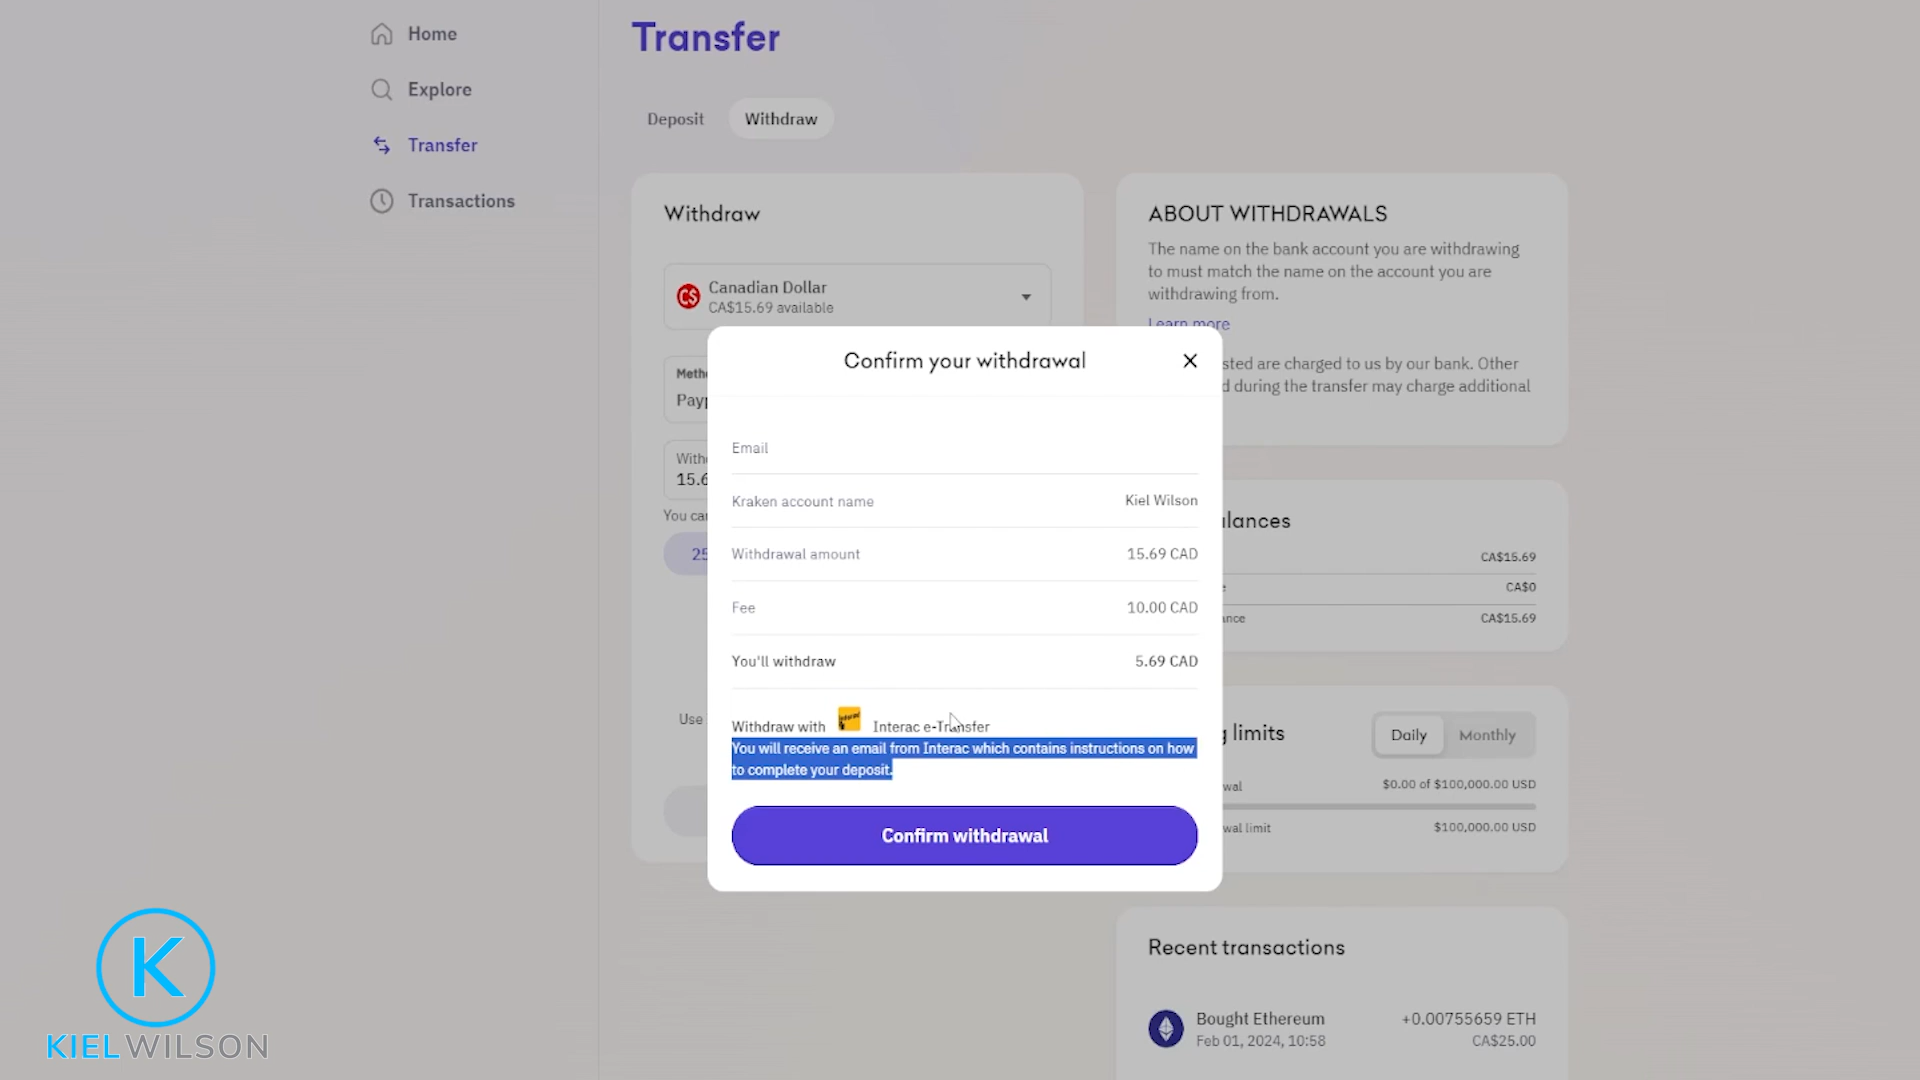 Home
Explore
Transfer
Transactions
Transfer
Deposit
Withdraw
Withdraw
Canadian Dollar
CA$15.69 available
C$
You
25
Use
ABOUT WITHDRAWALS
The name on the bank account you are withdrawing
to must match the name on the account you are
withdrawing from.
Learn more
are charged to us by our bank. Other
during the transfer may charge additional
CA$15.69
CA$0
CA$15.69
limits
Daily
Monthly
$0.00 of $100,000.00 USD
limit
$100,000.00 USD
Recent transactions
Bought Ethereum
+0.00755659 ETH
Feb 01, 2024, 10:58
CA$25.00
Confirm your withdrawal
Email
Kraken account name
Kiel Wilson
Withdrawal amount
15.69 CAD
Fee
10.00 CAD
You'll withdraw
5.69 CAD
Withdraw with Interac e-Transfer
You will receive an email from Interac which contains instructions on how
to complete your deposit.
Confirm withdrawal
K
KIELWILSON